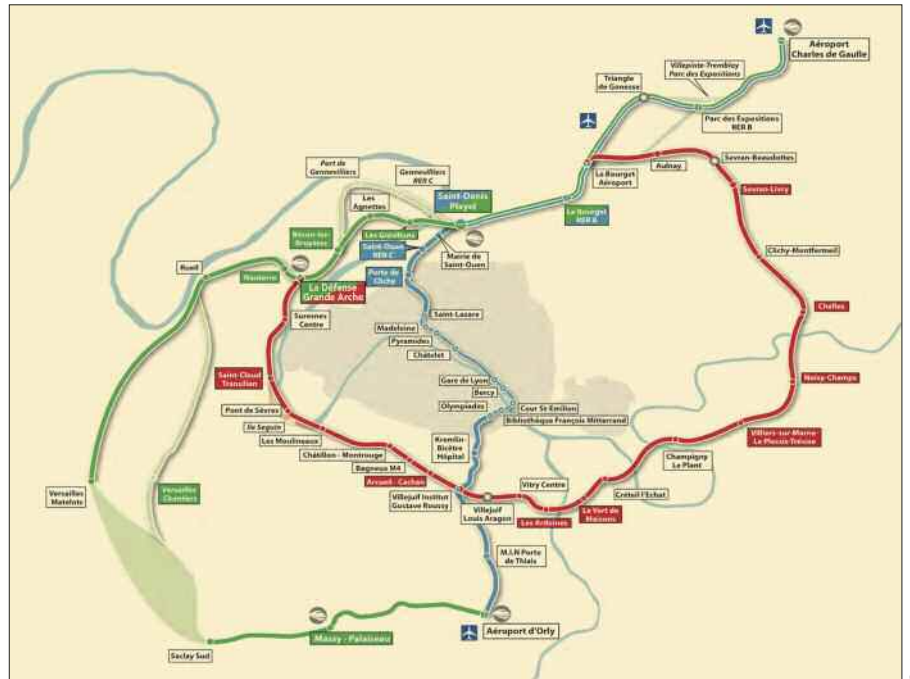 Aéroport
Charles de Gaulle
Villepinte-Tremblay
Parc des Expositions
Triangle
de Gonesse
Parc des Expositions
RER B
Le Bourget
Aéroport
Aulnay
Sevran-Beaudottes
Sevran-Livry
Port de
Gennevilliers
Gennevilliers
RER C
Saint-Denis
Pleyel
Le Bourget
RER B
Les
Agnettes
Les Grésillons
Mairie de
Saint-Ouen
Saint-Ouen
RER C
Clichy-Montfermeil
Rueil
Nanterre
La Défense
Grande Arche
Porte de
Clichy
Saint-Lazare
Chelles
Suresnes
Centre
Madeleine
Pyramides
Châtelet
Saint-Cloud
Transilien
Gare de Lyon
Bercy
Noisy-Champs
Pont de Sèvres
Olympiades
Cour St Emilion
Bibliothèque François Mitterrand
Ile Seguin
Les Moulineaux
Villiers-sur-Marne
Le Plessis-Trévise
Kremlin-
Bicêtre
Hôpital
Châtillon - Montrouge
Bagneux M4
Arcueil - Cachan
Champigny
Le Plant
Versailles
Matelots
Versailles
Chantiers
Villejuif Institut
Gustave Roussy
Vitry Centre
Créteil l'Echat
Villejuif
Louis Aragon
Les Ardoines
Le Vert de
Maisons
M.I.N Porte
de Thiais
Aéroport d'Orly
Massy - Palaiseau
Saclay Sud